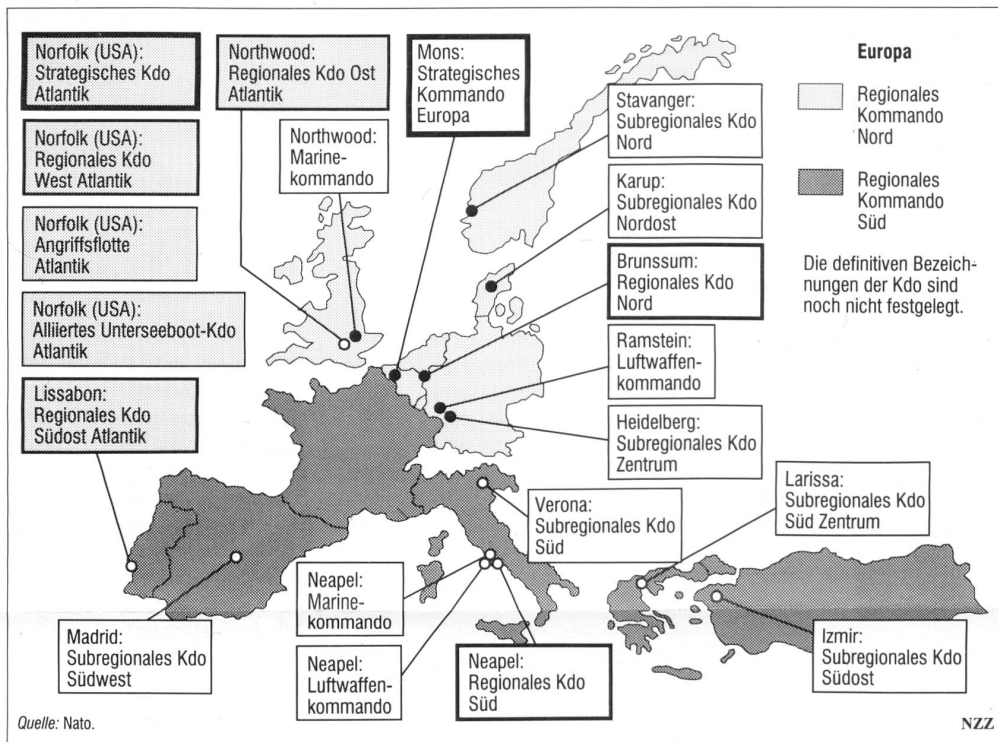 Norfolk (USA):
Strategisches Kdo
Atlantik
Norfolk (USA):
Regionales Kdo
West Atlantik
Norfolk (USA):
Angriffsflotte
Atlantik
Norfolk (USA):
Alliiertes Unterseeboot-Kdo
Atlantik
Lissabon:
Regionales Kdo
Südost Atlantik
Northwood:
Regionales Kdo Ost
Atlantik
Northwood:
Marine-
kommando
Mons:
Strategisches
Kommando
Europa
Stavanger:
Subregionales Kdo
Nord
Karup:
Subregionales Kdo
Nordost
Brunssum:
Regionales Kdo
Nord
Ramstein:
Luftwaffen-
kommando
Heidelberg:
Subregionales Kdo
Zentrum
Europa
Regionales
Kommando
Nord
Regionales
Kommando
Süd
Die definitiven Bezeich-
nungen der Kdo sind
noch nicht festgelegt.
Verona:
Subregionales Kdo
Süd
Larissa:
Subregionales Kdo
Süd Zentrum
Madrid:
Subregionales Kdo
Südwest
Neapel:
Marine-
kommando
Neapel:
Luftwaffen-
kommando
Neapel:
Regionales Kdo
Süd
Izmir:
Subregionales Kdo
Südost
Quelle: Nato.
NZZ